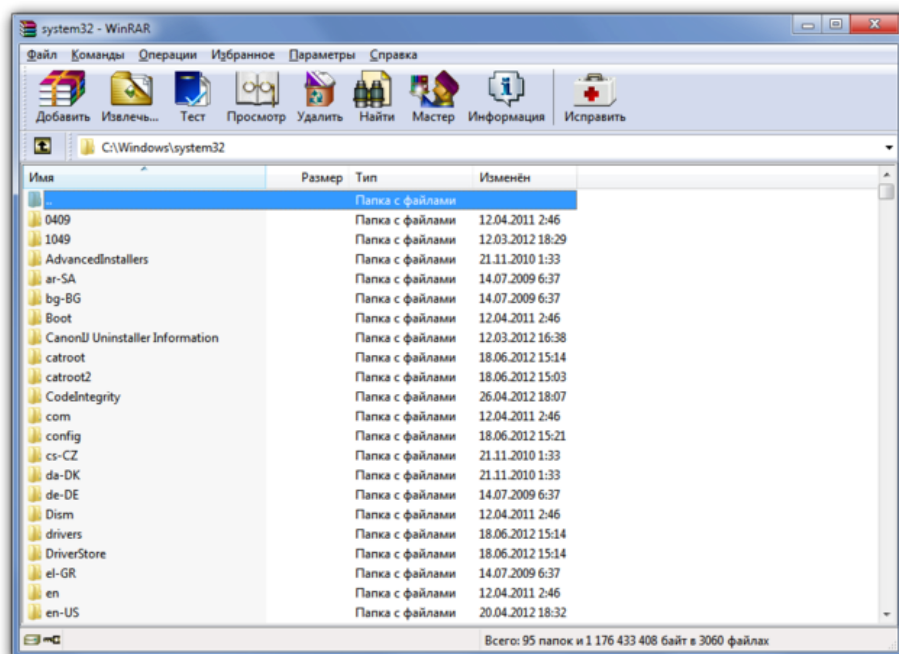 system32 - WinRAR
Файл Команды Операции Избранное Параметры Справка
Добавить Извлечь... Тест Просмотр Удалить Найти Мастер Информация Исправить
C:\Windows\system32
Имя Размер Тип Изменён
.. Папка с файлами
0409 Папка с файлами 12.04.2011 2:46
1049 Папка с файлами 12.03.2012 18:29
AdvancedInstallers Папка с файлами 21.11.2010 1:33
ar-SA Папка с файлами 14.07.2009 6:37
bg-BG Папка с файлами 14.07.2009 6:37
Boot Папка с файлами 12.04.2011 2:46
CanonIJ Uninstaller Information Папка с файлами 12.03.2012 16:38
catroot Папка с файлами 18.06.2012 15:14
catroot2 Папка с файлами 18.06.2012 15:03
CodeIntegrity Папка с файлами 26.04.2012 18:07
com Папка с файлами 12.04.2011 2:46
config Папка с файлами 18.06.2012 15:21
cs-CZ Папка с файлами 21.11.2010 1:33
da-DK Папка с файлами 21.11.2010 1:33
de-DE Папка с файлами 14.07.2009 6:37
Dism Папка с файлами 12.04.2011 2:46
drivers Папка с файлами 18.06.2012 15:14
DriverStore Папка с файлами 18.06.2012 15:14
el-GR Папка с файлами 14.07.2009 6:37
en Папка с файлами 12.04.2011 2:46
en-US Папка с файлами 20.04.2012 18:32
Всего: 95 папок и 1 176 433 408 байт в 3060 файлах